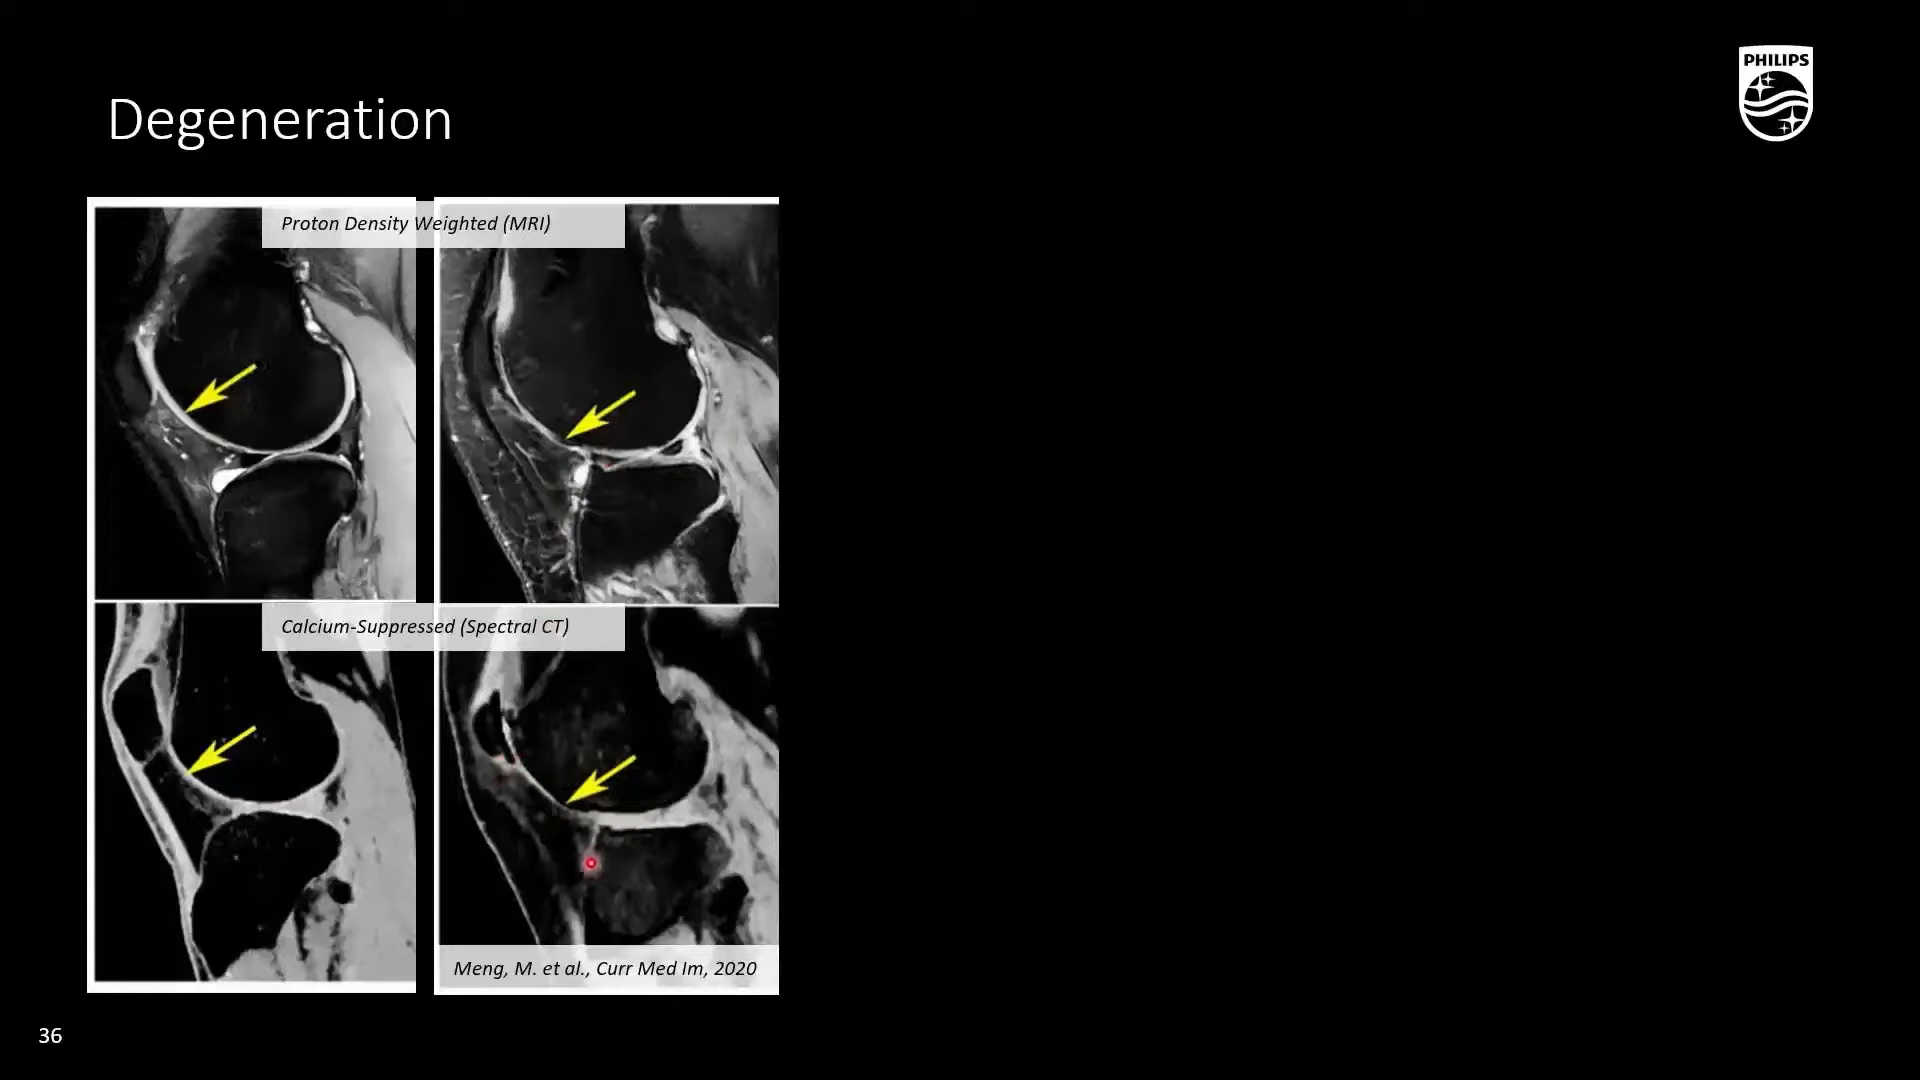 PHILIPS
Degeneration
Proton Density Weighted (MRI)
Calcium-Suppressed (Spectral CT)
Meng, M. et al., Curr Med Im, 2020
36